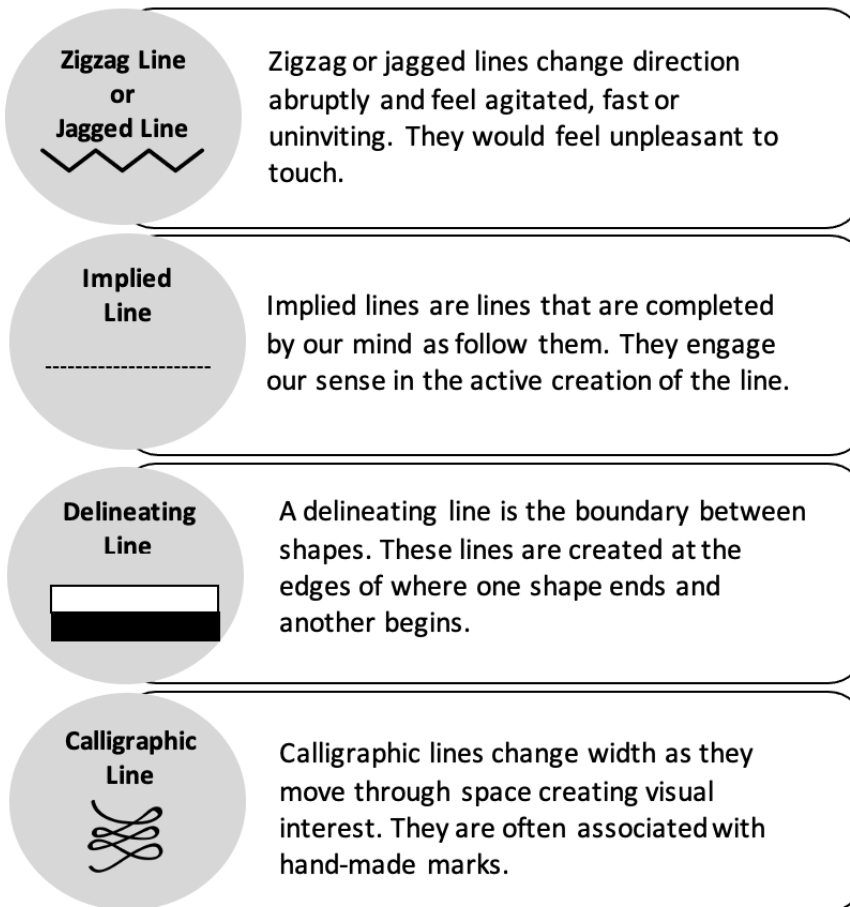 Zigzag Line
or
Jagged Line
Zigzag or jagged lines change direction
abruptly and feel agitated, fast or
uninviting. They would feel unpleasant to
touch.
Implied
Line
Implied lines are lines that are completed
by our mind as follow them. They engage
our sense in the active creation of the line.
Delineating
Line
A delineating line is the boundary between
shapes. These lines are created at the
edges of where one shape ends and
another begins.
Calligraphic
Line
Calligraphic lines change width as they
move through space creating visual
interest. They are often associated with
hand-made marks.